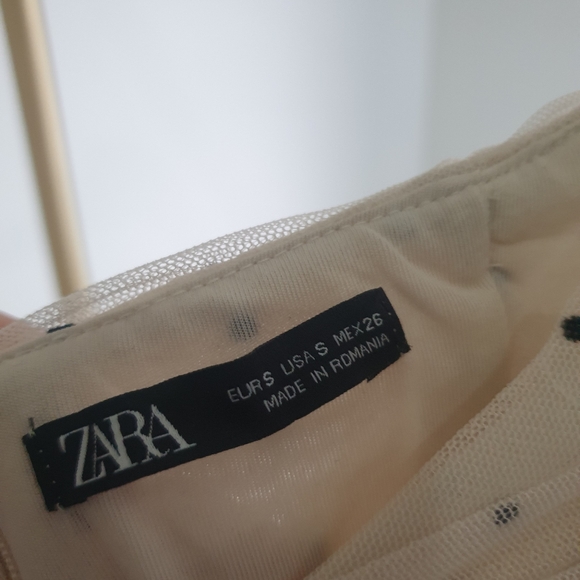 ZARA
EUR S USA S MEX 26
MADE IN ROMANIA